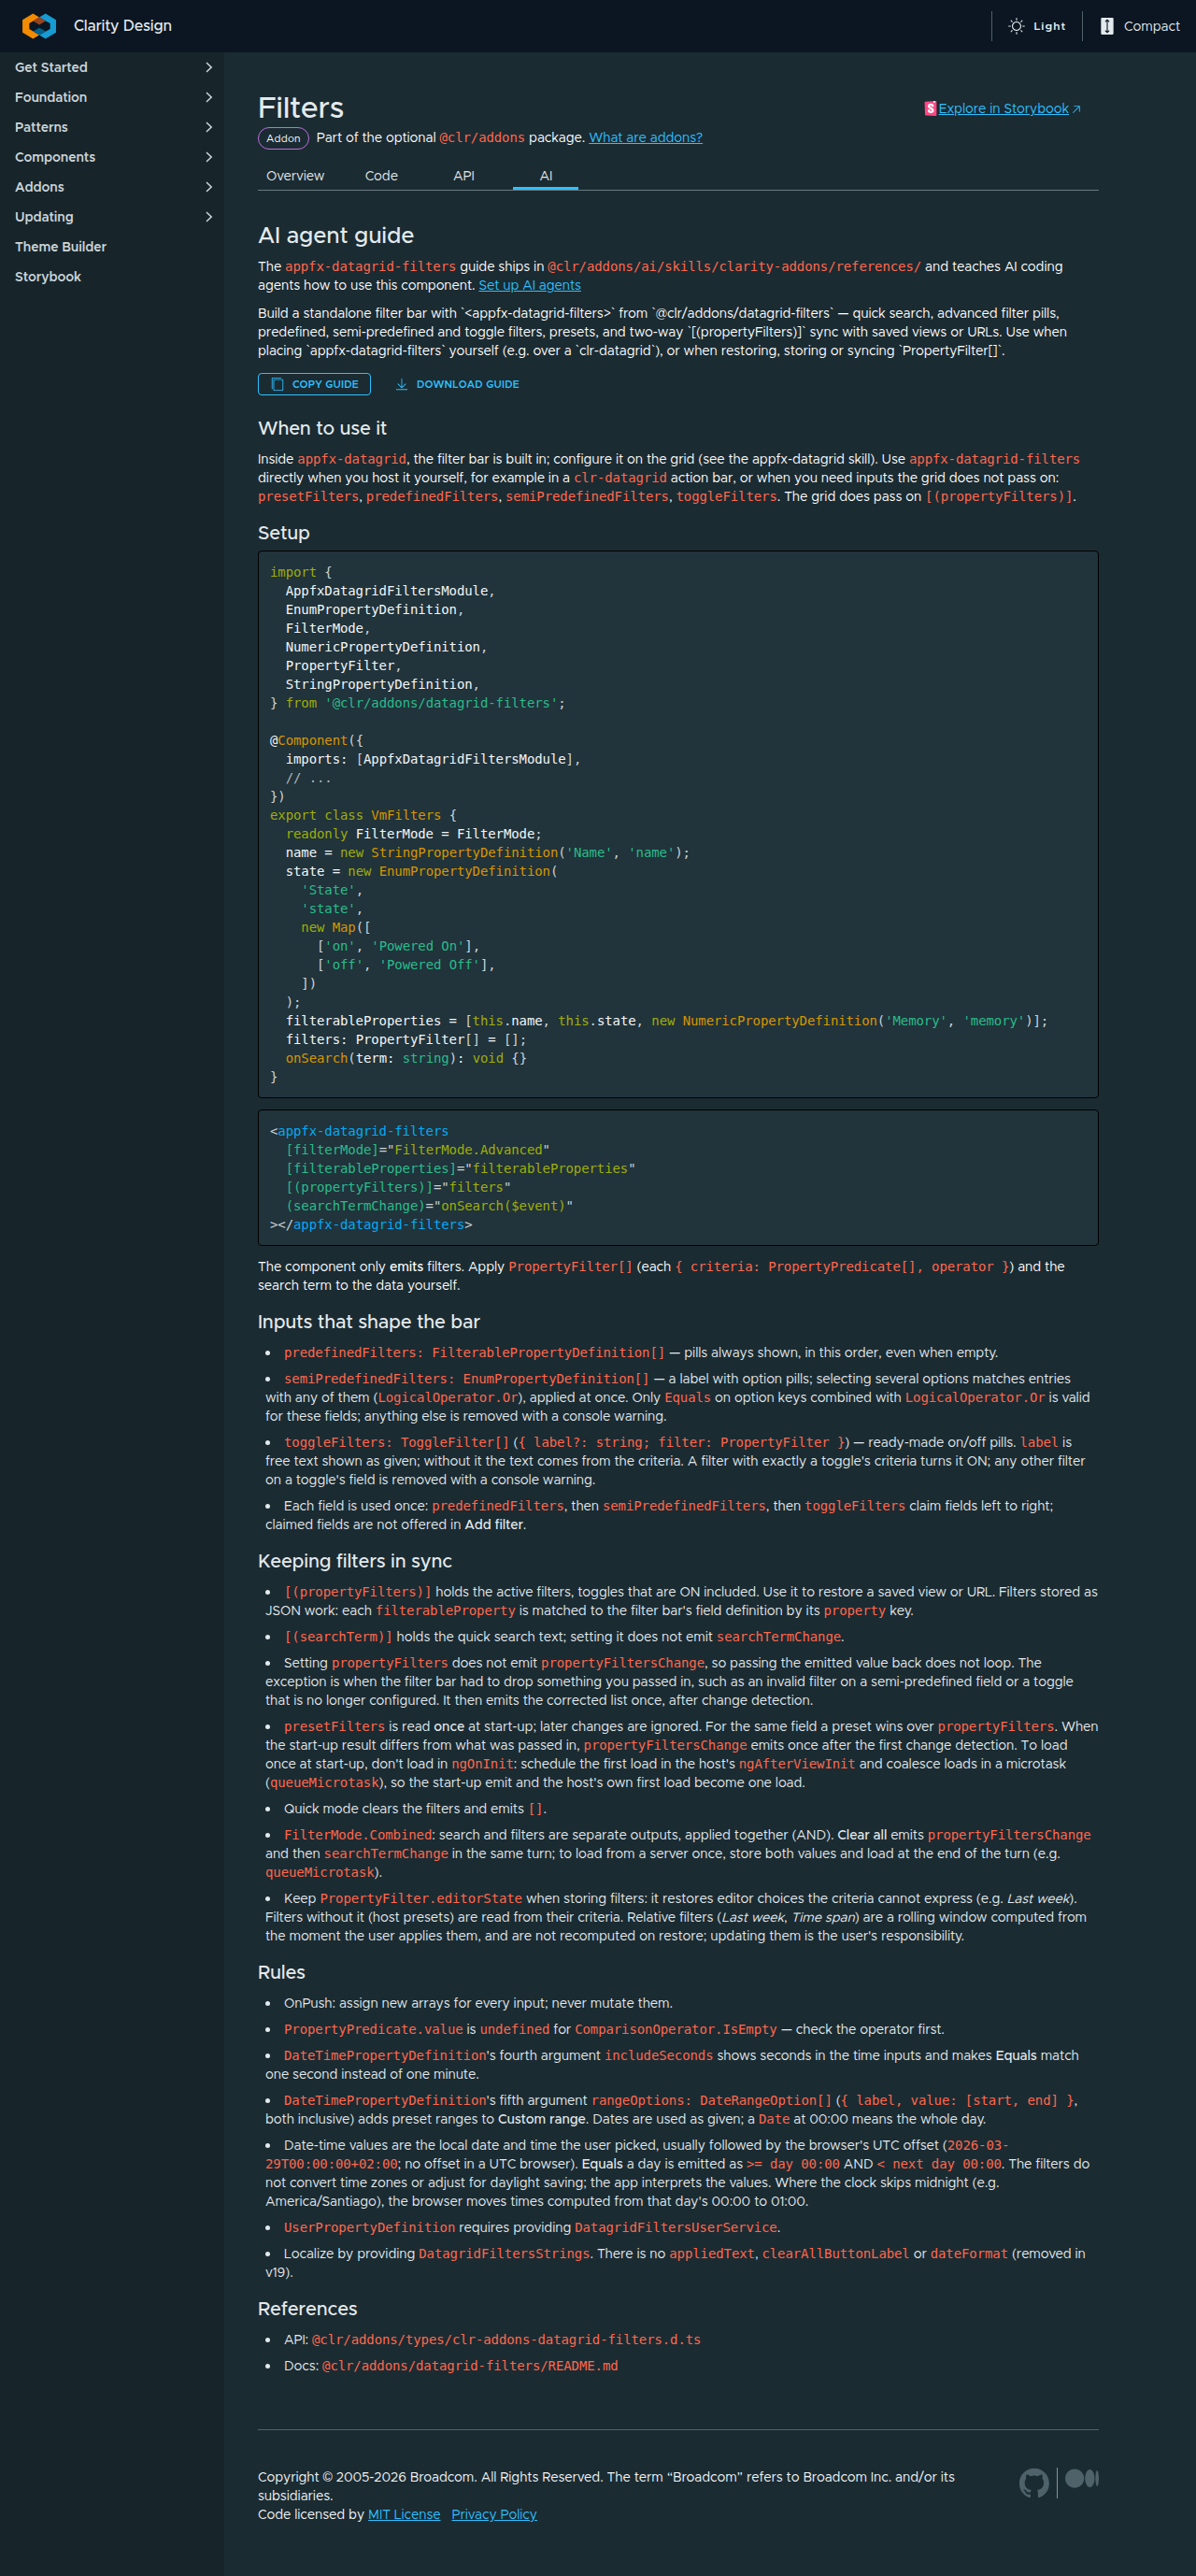 Clarity Design
Light
Compact
Get Started
Foundation
Patterns
Components
Addons
Updating
Theme Builder
Storybook
Filters
Explore in Storybook
Addon Part of the optional @clr/addons package. What are addons?
Overview Code API AI
AI agent guide
The appfx-datagrid-filters guide ships in @clr/addons/ai/skills/clarity-addons/references/ and teaches AI coding
agents how to use this component. Set up AI agents
Build a standalone filter bar with `<appfx-datagrid-filters>` from `@clr/addons/datagrid-filters` — quick search, advanced filter pills,
predefined, semi-predefined and toggle filters, presets, and two-way `[(propertyFilters)]` sync with saved views or URLs. Use when
placing `appfx-datagrid-filters` yourself (e.g. over a `clr-datagrid`), or when restoring, storing or syncing `PropertyFilter[]`.
COPY GUIDE DOWNLOAD GUIDE
When to use it
Inside appfx-datagrid, the filter bar is built in; configure it on the grid (see the appfx-datagrid skill). Use appfx-datagrid-filters
directly when you host it yourself, for example in a clr-datagrid action bar, or when you need inputs the grid does not pass on:
presetFilters, predefinedFilters, semiPredefinedFilters, toggleFilters. The grid does pass on [(propertyFilters)].
Setup
import {
  AppfxDatagridFiltersModule,
  EnumPropertyDefinition,
  FilterMode,
  NumericPropertyDefinition,
  PropertyFilter,
  StringPropertyDefinition,
} from '@clr/addons/datagrid-filters';
@Component({
  imports: [AppfxDatagridFiltersModule],
  // ...
})
export class VmFilters {
  readonly FilterMode = FilterMode;
  name = new StringPropertyDefinition('Name', 'name');
  state = new EnumPropertyDefinition(
    'State',
    'state',
    new Map([
      ['on', 'Powered On'],
      ['off', 'Powered Off'],
    ])
  );
  filterableProperties = [this.name, this.state, new NumericPropertyDefinition('Memory', 'memory')];
  filters: PropertyFilter[] = [];
  onSearch(term: string): void {}
}
<appfx-datagrid-filters
  [filterMode]="FilterMode.Advanced"
  [filterableProperties]="filterableProperties"
  [(propertyFilters)]="filters"
  (searchTermChange)="onSearch($event)"
></appfx-datagrid-filters>
The component only emits filters. Apply PropertyFilter[] (each { criteria: PropertyPredicate[], operator }) and the
search term to the data yourself.
Inputs that shape the bar
• predefinedFilters: FilterablePropertyDefinition[] — pills always shown, in this order, even when empty.
• semiPredefinedFilters: EnumPropertyDefinition[] — a label with option pills; selecting several options matches entries
with any of them (LogicalOperator.Or), applied at once. Only Equals on option keys combined with LogicalOperator.Or is valid
for these fields; anything else is removed with a console warning.
• toggleFilters: ToggleFilter[] ({ label?: string; filter: PropertyFilter }) — ready-made on/off pills. label is
free text shown as given; without it the text comes from the criteria. A filter with exactly a toggle's criteria turns it ON; any other filter
on a toggle's field is removed with a console warning.
• Each field is used once: predefinedFilters, then semiPredefinedFilters, then toggleFilters claim fields left to right;
claimed fields are not offered in Add filter.
Keeping filters in sync
• [(propertyFilters)] holds the active filters, toggles that are ON included. Use it to restore a saved view or URL. Filters stored as
JSON work: each filterableProperty is matched to the filter bar's field definition by its property key.
• [(searchTerm)] holds the quick search text; setting it does not emit searchTermChange.
• Setting propertyFilters does not emit propertyFiltersChange, so passing the emitted value back does not loop. The
exception is when the filter bar had to drop something you passed in, such as an invalid filter on a semi-predefined field or a toggle
that is no longer configured. It then emits the corrected list once, after change detection.
• presetFilters is read once at start-up; later changes are ignored. For the same field a preset wins over propertyFilters. When
the start-up result differs from what was passed in, propertyFiltersChange emits once after the first change detection. To load
once at start-up, don't load in ngOnInit: schedule the first load in the host's ngAfterViewInit and coalesce loads in a microtask
(queueMicrotask), so the start-up emit and the host's own first load become one load.
• Quick mode clears the filters and emits [].
• FilterMode.Combined: search and filters are separate outputs, applied together (AND). Clear all emits propertyFiltersChange
and then searchTermChange in the same turn; to load from a server once, store both values and load at the end of the turn (e.g.
queueMicrotask).
• Keep PropertyFilter.editorState when storing filters: it restores editor choices the criteria cannot express (e.g. Last week).
Filters without it (host presets) are read from their criteria. Relative filters (Last week, Time span) are a rolling window computed from
the moment the user applies them, and are not recomputed on restore; updating them is the user's responsibility.
Rules
• OnPush: assign new arrays for every input; never mutate them.
• PropertyPredicate.value is undefined for ComparisonOperator.IsEmpty — check the operator first.
• DateTimePropertyDefinition's fourth argument includeSeconds shows seconds in the time inputs and makes Equals match
one second instead of one minute.
• DateTimePropertyDefinition's fifth argument rangeOptions: DateRangeOption[] ({ label, value: [start, end] },
both inclusive) adds preset ranges to Custom range. Dates are used as given; a Date at 00:00 means the whole day.
• Date-time values are the local date and time the user picked, usually followed by the browser's UTC offset (2026-03-
29T00:00:00+02:00; no offset in a UTC browser). Equals a day is emitted as >= day 00:00 AND < next day 00:00. The filters do
not convert time zones or adjust for daylight saving; the app interprets the values. Where the clock skips midnight (e.g.
America/Santiago), the browser moves times computed from that day's 00:00 to 01:00.
• UserPropertyDefinition requires providing DatagridFiltersUserService.
• Localize by providing DatagridFiltersStrings. There is no appliedText, clearAllButtonLabel or dateFormat (removed in
v19).
References
• API: @clr/addons/types/clr-addons-datagrid-filters.d.ts
• Docs: @clr/addons/datagrid-filters/README.md
Copyright © 2005-2026 Broadcom. All Rights Reserved. The term “Broadcom” refers to Broadcom Inc. and/or its
subsidiaries.
Code licensed by MIT License Privacy Policy